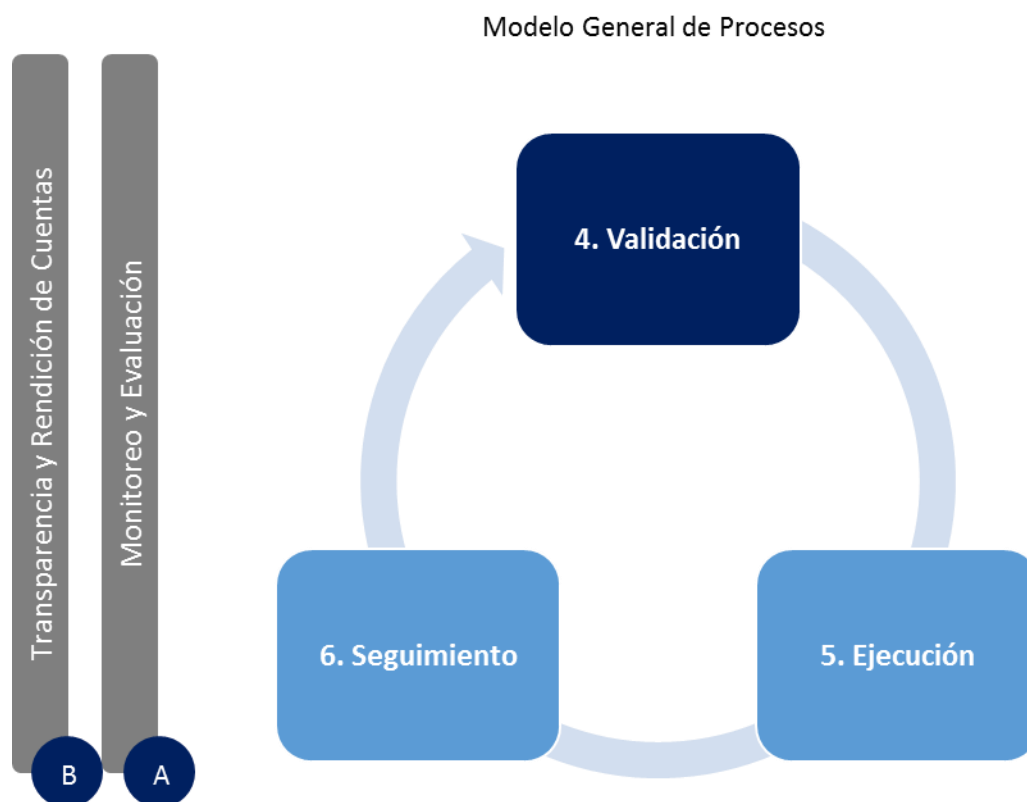 Modelo General de Procesos
Transparencia y Rendición de Cuentas
B
Monitoreo y Evaluación
A
4. Validación
5. Ejecución
6. Seguimiento